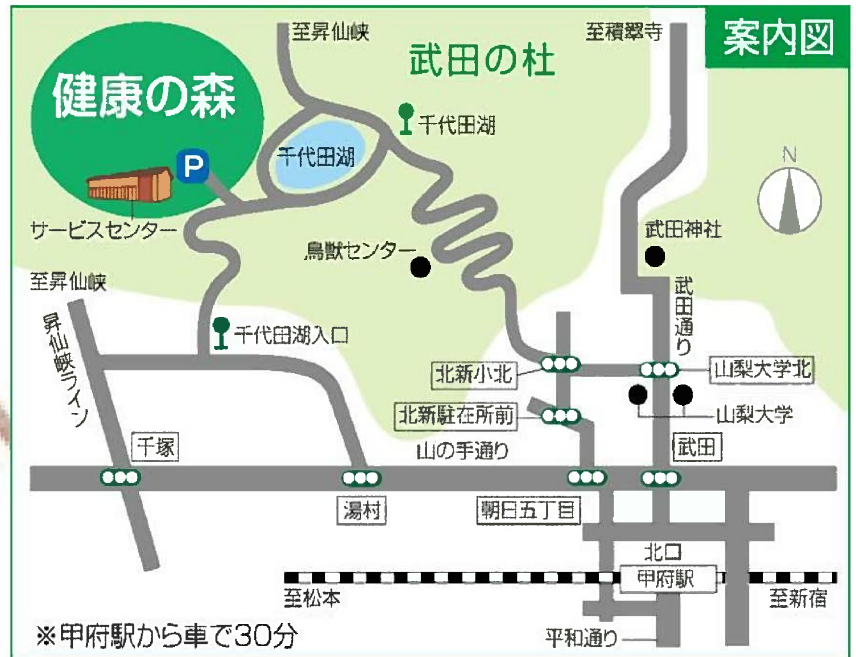 案内図
至昇仙峡
武田の杜
至積翠寺
健康の森
千代田湖
千代田湖
P
N
サービスセンター
鳥獣センター
武田神社
至昇仙峡
武田通り
昇仙峡ライン
千代田湖入口
北新小北
山梨大学北
北新駐在所前
山梨大学
千塚
山の手通り
武田
湯村
朝日五丁目
北口
甲府駅
至松本
至新宿
※甲府駅から車で30分
平和通り